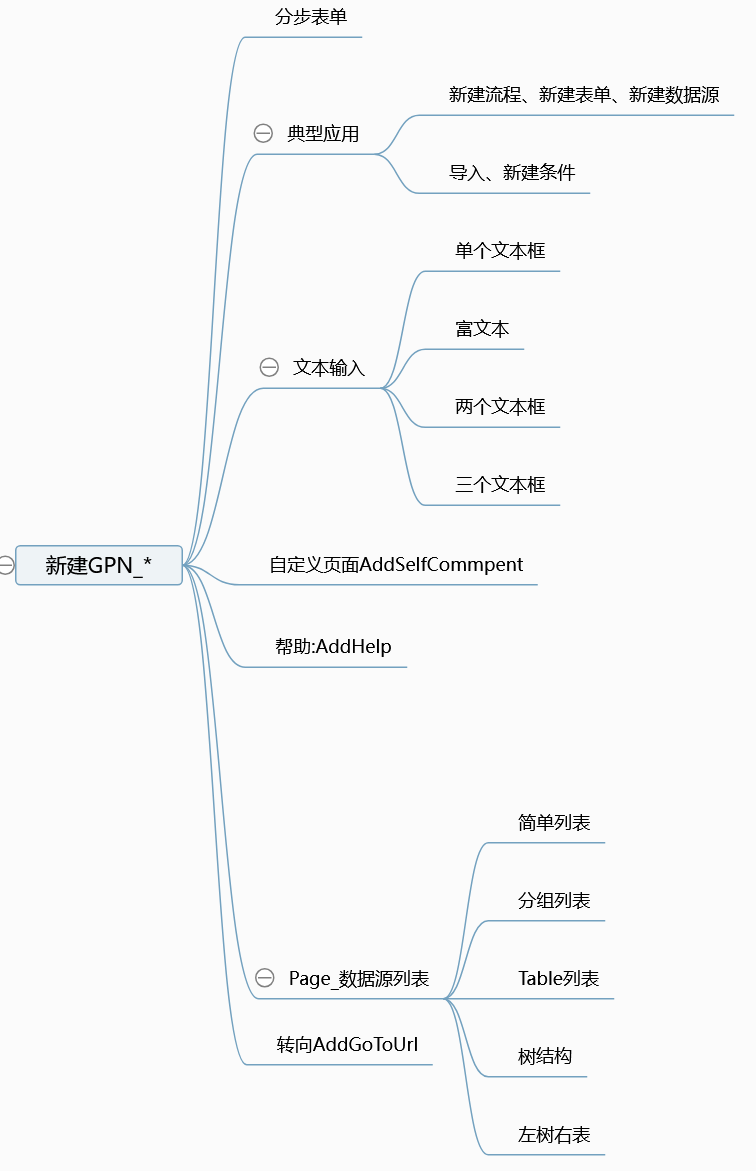 分步表单
典型应用
新建流程、新建表单、新建数据源
导入、新建条件
文本输入
单个文本框
富文本
两个文本框
三个文本框
新建GPN_*
自定义页面AddSelfCommpent
帮助:AddHelp
Page_数据源列表
简单列表
分组列表
Table列表
树结构
左树右表
转向AddGoToUrl